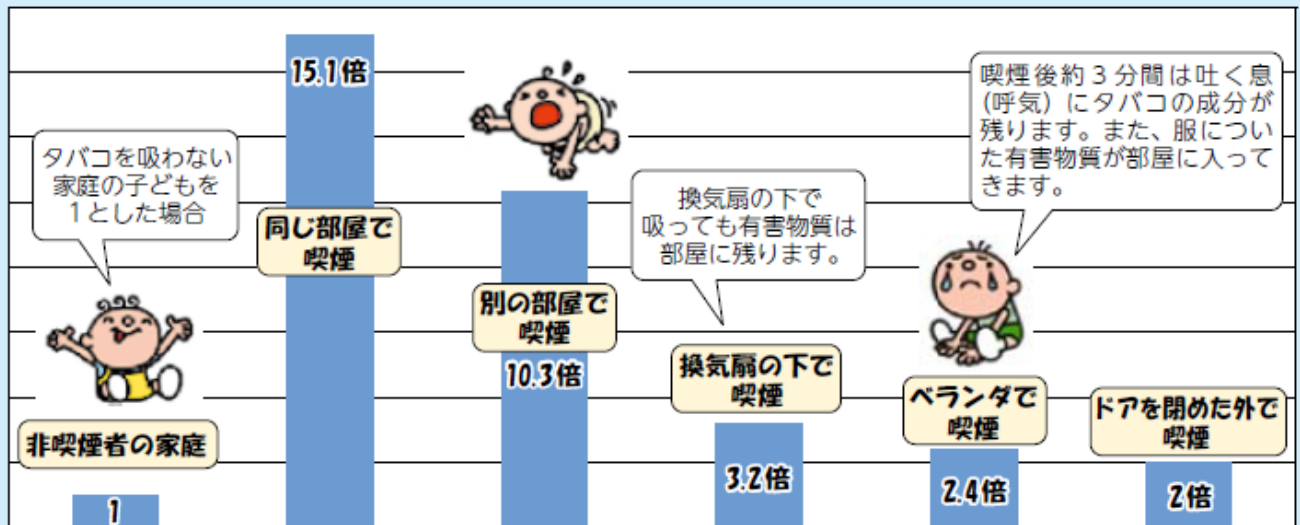 タバコを吸わない
家庭の子どもを
1とした場合
非喫煙者の家庭
1
15.1倍
同じ部屋で
喫煙
別の部屋で
喫煙
10.3倍
換気扇の下で
吸っても有害物質は
部屋に残ります。
換気扇の下で
喫煙
3.2倍
喫煙後約3分間は吐く息
(呼気)にタバコの成分が
残ります。また、服につい
た有害物質が部屋に入って
きます。
ベランダで
喫煙
2.4倍
ドアを閉めた外で
喫煙
2倍